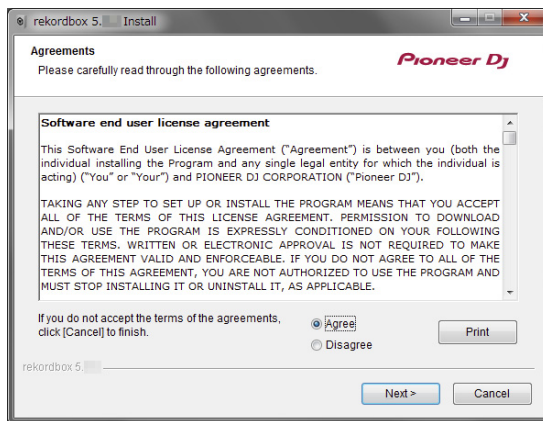 rekordbox 5. Install
Agreements
Please carefully read through the following agreements.
Pioneer Dj
Software end user license agreement
This Software End User License Agreement (“Agreement”) is between you (both the
individual installing the Program and any single legal entity for which the individual is
acting) (“You” or “Your”) and PIONEER DJ CORPORATION (“Pioneer DJ”).
TAKING ANY STEP TO SET UP OR INSTALL THE PROGRAM MEANS THAT YOU ACCEPT
ALL OF THE TERMS OF THIS LICENSE AGREEMENT. PERMISSION TO DOWNLOAD
AND/OR USE THE PROGRAM IS EXPRESSLY CONDITIONED ON YOUR FOLLOWING
THESE TERMS. WRITTEN OR ELECTRONIC APPROVAL IS NOT REQUIRED TO MAKE
THIS AGREEMENT VALID AND ENFORCEABLE. IF YOU DO NOT AGREE TO ALL OF THE
TERMS OF THIS AGREEMENT, YOU ARE NOT AUTHORIZED TO USE THE PROGRAM AND
MUST STOP INSTALLING IT OR UNINSTALL IT, AS APPLICABLE.
If you do not accept the terms of the agreements,
click [Cancel] to finish.
Agree
Disagree
Print
rekordbox 5.
Next >
Cancel